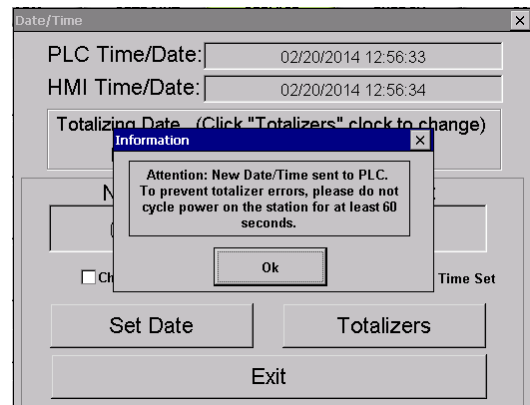 Date/Time
PLC Time/Date: 02/20/2014 12:56:33
HMI Time/Date: 02/20/2014 12:56:34
Totalizing Date (Click "Totalizers" clock to change)
Information
Attention: New Date/Time sent to PLC.
To prevent totalizer errors, please do not
cycle power on the station for at least 60
seconds.
Ok
Time Set
Set Date Totalizers
Exit